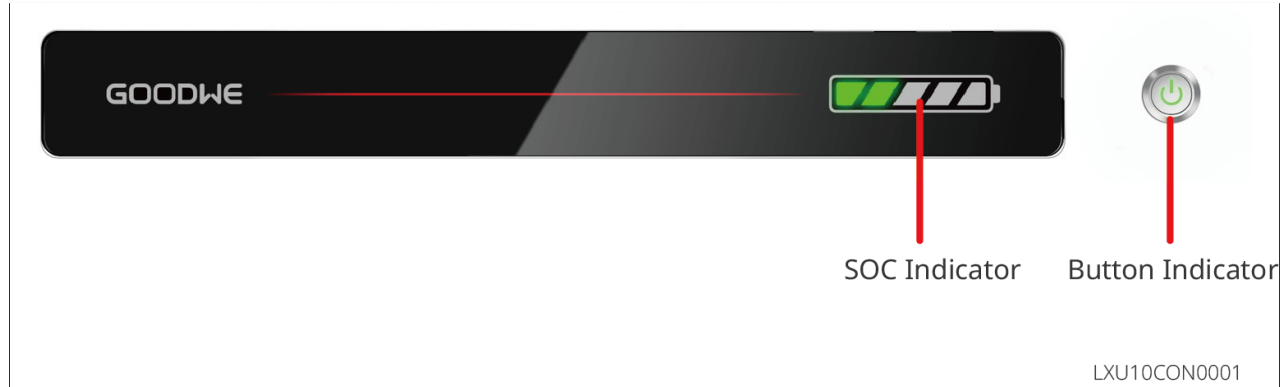 GOODWE
SOC Indicator
Button Indicator
LXU10CON0001